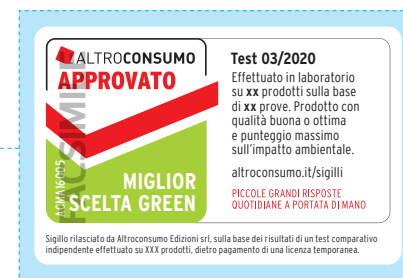 ALTROCONSUMO
APPROVATO
MIGLIOR
SCELTA GREEN
ACMA16005
FACSIMILE
Test 03/2020
Effettuato in laboratorio
su xx prodotti sulla base
di xx prove. Prodotto con
qualità buona o ottima
e punteggio massimo
sull'impatto ambientale.
altroconsumo.it/sigilli
PICCOLE GRANDI RISPOSTE
QUOTIDIANE A PORTATA DI MANO
Sigillo rilasciato da Altroconsumo Edizioni srl, sulla base dei risultati di un test comparativo
indipendente effettuato su XXX prodotti, dietro pagamento di una licenza temporanea.